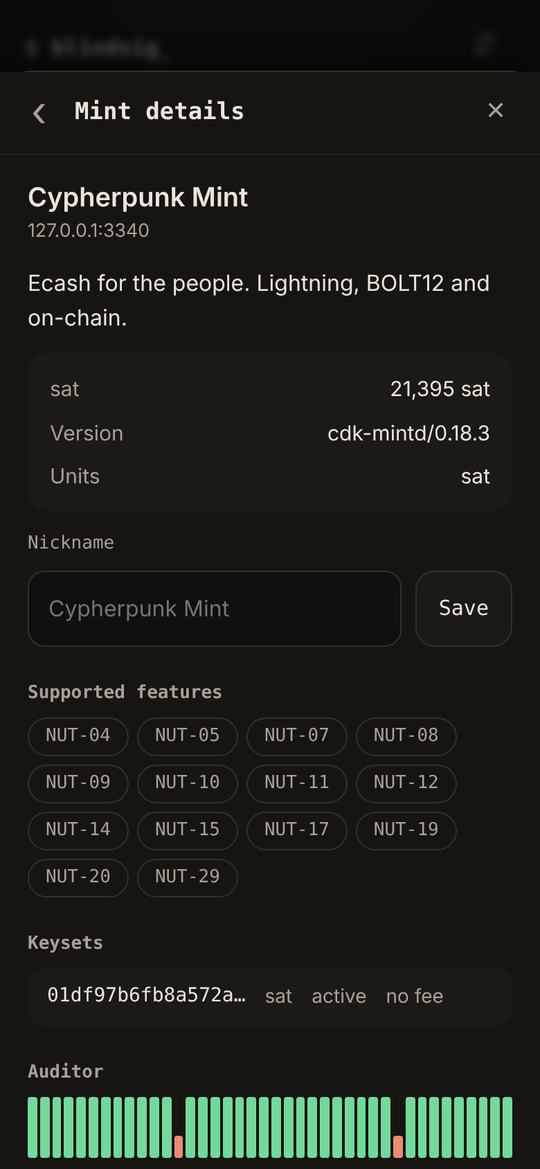 $ blindsig_
Mint details
Cypherpunk Mint
127.0.0.1:3340
Ecash for the people. Lightning, BOLT12 and
on-chain.
sat 21,395 sat
Version cdk-mintd/0.18.3
Units sat
Nickname
Cypherpunk Mint Save
Supported features
NUT-04 NUT-05 NUT-07 NUT-08
NUT-09 NUT-10 NUT-11 NUT-12
NUT-14 NUT-15 NUT-17 NUT-19
NUT-20 NUT-29
Keysets
01df97b6fb8a572a… sat active no fee
Auditor